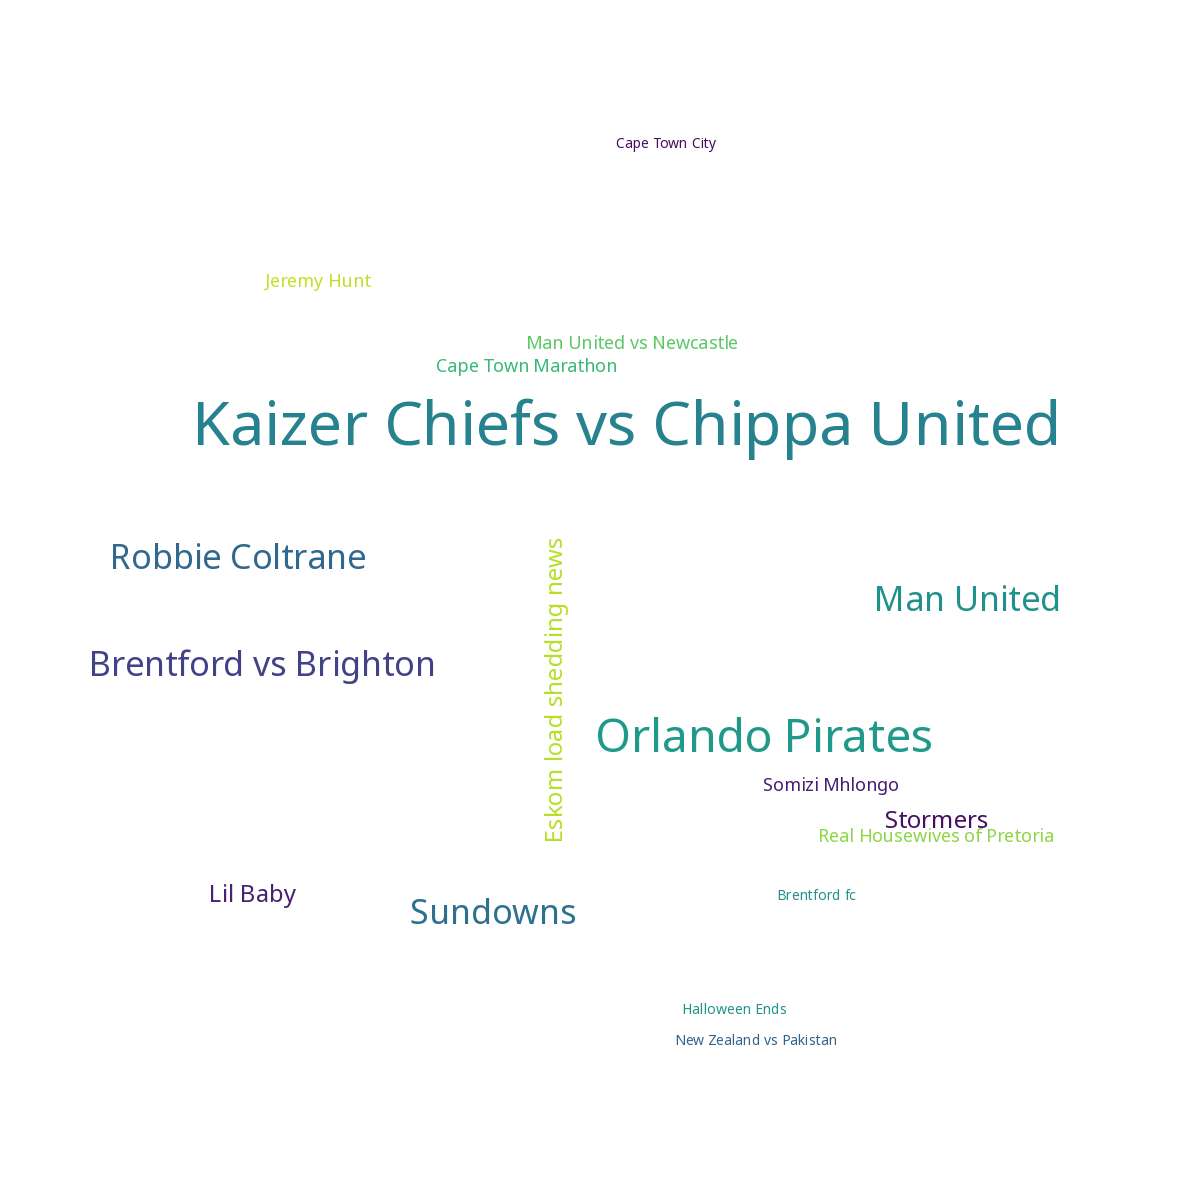 Cape Town City
Jeremy Hunt
Man United vs Newcastle
Cape Town Marathon
Kaizer Chiefs vs Chippa United
Robbie Coltrane
Eskom load shedding news
Man United
Brentford vs Brighton
Orlando Pirates
Somizi Mhlongo
Stormers
Real Housewives of Pretoria
Lil Baby
Brentford fc
Sundowns
Halloween Ends
New Zealand vs Pakistan